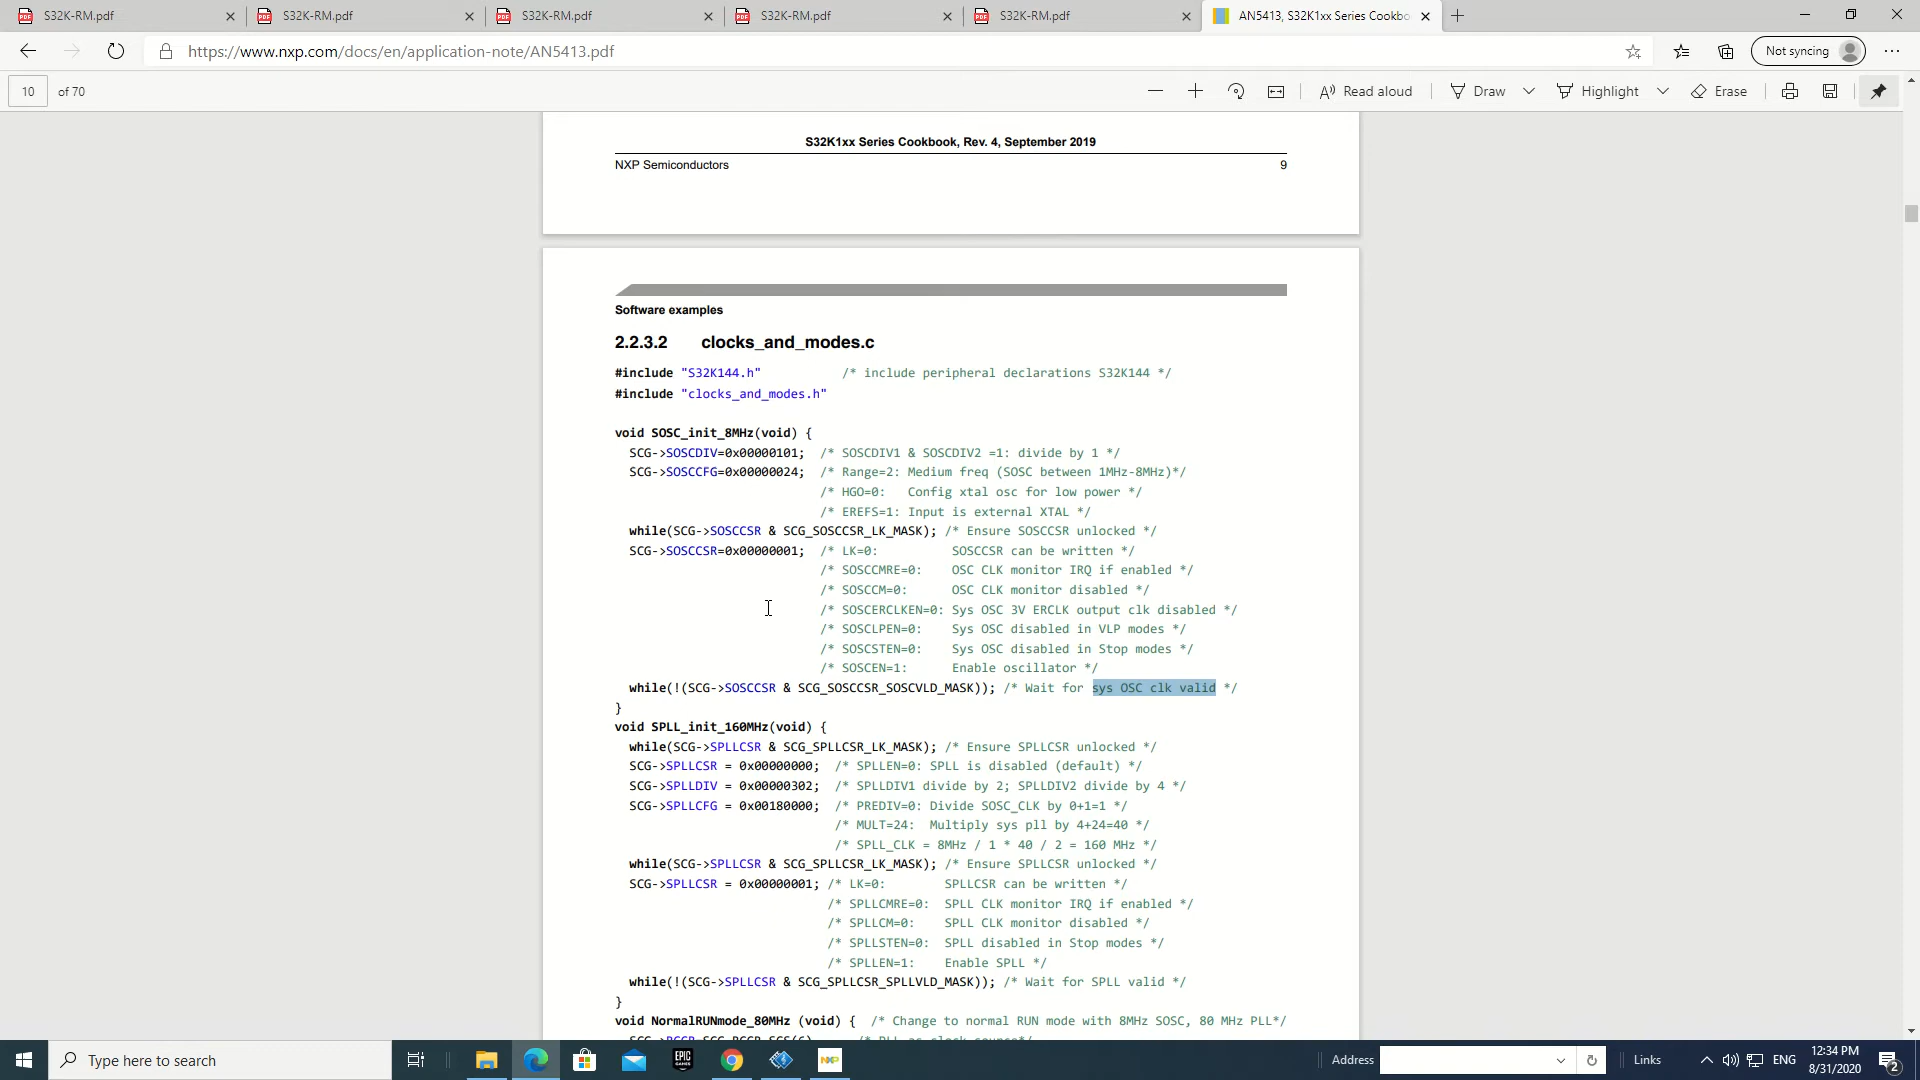 S32K-RM.pdf
S32K-RM.pdf
S32K-RM.pdf
S32K-RM.pdf
S32K-RM.pdf
AN5413, S32K1xx Series Cookbo
https://www.nxp.com/docs/en/application-note/AN5413.pdf
Not syncing
10 of 70
Read aloud
Draw
Highlight
Erase
S32K1xx Series Cookbook, Rev. 4, September 2019
NXP Semiconductors 9
Software examples
2.2.3.2 clocks_and_modes.c
#include "S32K144.h" /* include peripheral declarations S32K144 */
#include "clocks_and_modes.h"
void SOSC_init_8MHz(void) {
SCG->SOSCDIV=0x00000101; /* SOSCDIV1 & SOSCDIV2 =1: divide by 1 */
SCG->SOSCCFG=0x00000024; /* Range=2: Medium freq (SOSC between 1MHz-8MHz)*/
/* HGO=0: Config xtal osc for low power */
/* EREFS=1: Input is external XTAL */
while(SCG->SOSCCSR & SCG_SOSCCSR_LK_MASK); /* Ensure SOSCCSR unlocked */
SCG->SOSCCSR=0x00000001; /* LK=0: SOSCCSR can be written */
/* SOSCCMRE=0: OSC CLK monitor IRQ if enabled */
/* SOSCCM=0: OSC CLK monitor disabled */
/* SOSCERCLKEN=0: Sys OSC 3V ERCLK output clk disabled */
/* SOSCLPEN=0: Sys OSC disabled in VLP modes */
/* SOSCSTEN=0: Sys OSC disabled in Stop modes */
/* SOSCEN=1: Enable oscillator */
while(!(SCG->SOSCCSR & SCG_SOSCCSR_SOSCVLD_MASK)); /* Wait for sys OSC clk valid */
}
void SPLL_init_160MHz(void) {
while(SCG->SPLLCSR & SCG_SPLLCSR_LK_MASK); /* Ensure SPLLCSR unlocked */
SCG->SPLLCSR = 0x00000000; /* SPLLEN=0: SPLL is disabled (default) */
SCG->SPLLDIV = 0x00000302; /* SPLLDIV1 divide by 2; SPLLDIV2 divide by 4 */
SCG->SPLLCFG = 0x00180000; /* PREDIV=0: Divide SOSC_CLK by 0+1=1 */
/* MULT=24: Multiply sys pll by 4+24=40 */
/* SPLL_CLK = 8MHz / 1 * 40 / 2 = 160 MHz */
while(SCG->SPLLCSR & SCG_SPLLCSR_LK_MASK); /* Ensure SPLLCSR unlocked */
SCG->SPLLCSR = 0x00000001; /* LK=0: SPLLCSR can be written */
/* SPLLCMRE=0: SPLL CLK monitor IRQ if enabled */
/* SPLLCM=0: SPLL CLK monitor disabled */
/* SPLLSTEN=0: SPLL disabled in Stop modes */
/* SPLLEN=1: Enable SPLL */
while(!(SCG->SPLLCSR & SCG_SPLLCSR_SPLLVLD_MASK)); /* Wait for SPLL valid */
}
void NormalRUNmode_80MHz (void) { /* Change to normal RUN mode with 8MHz SOSC, 80 MHz PLL*/
Type here to search
EPIC GAMES
NXP
Address
Links
ENG
12:34 PM
8/31/2020
2